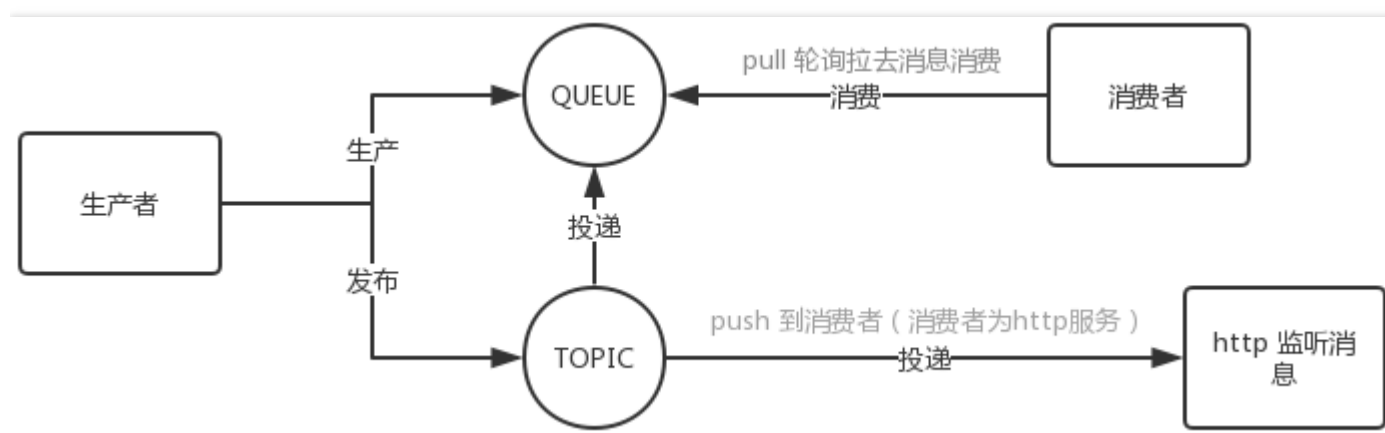 pull 轮询拉去消息消费
QUEUE
消费
消费者
生产
生产者
投递
发布
push 到消费者（消费者为http服务）
TOPIC
投递
http 监听消
息